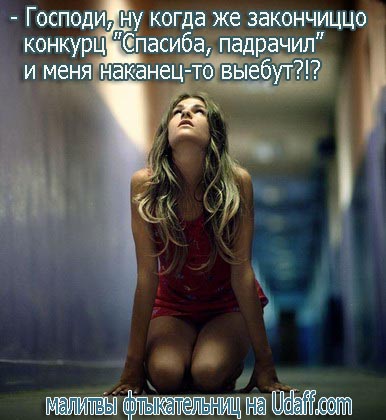 - Господи, ну когда же закончиццо
конкурц "Спасиба, падрачил"
и меня наканец-то выебут?!?
малитвы фтыкательниц на Udaff.com